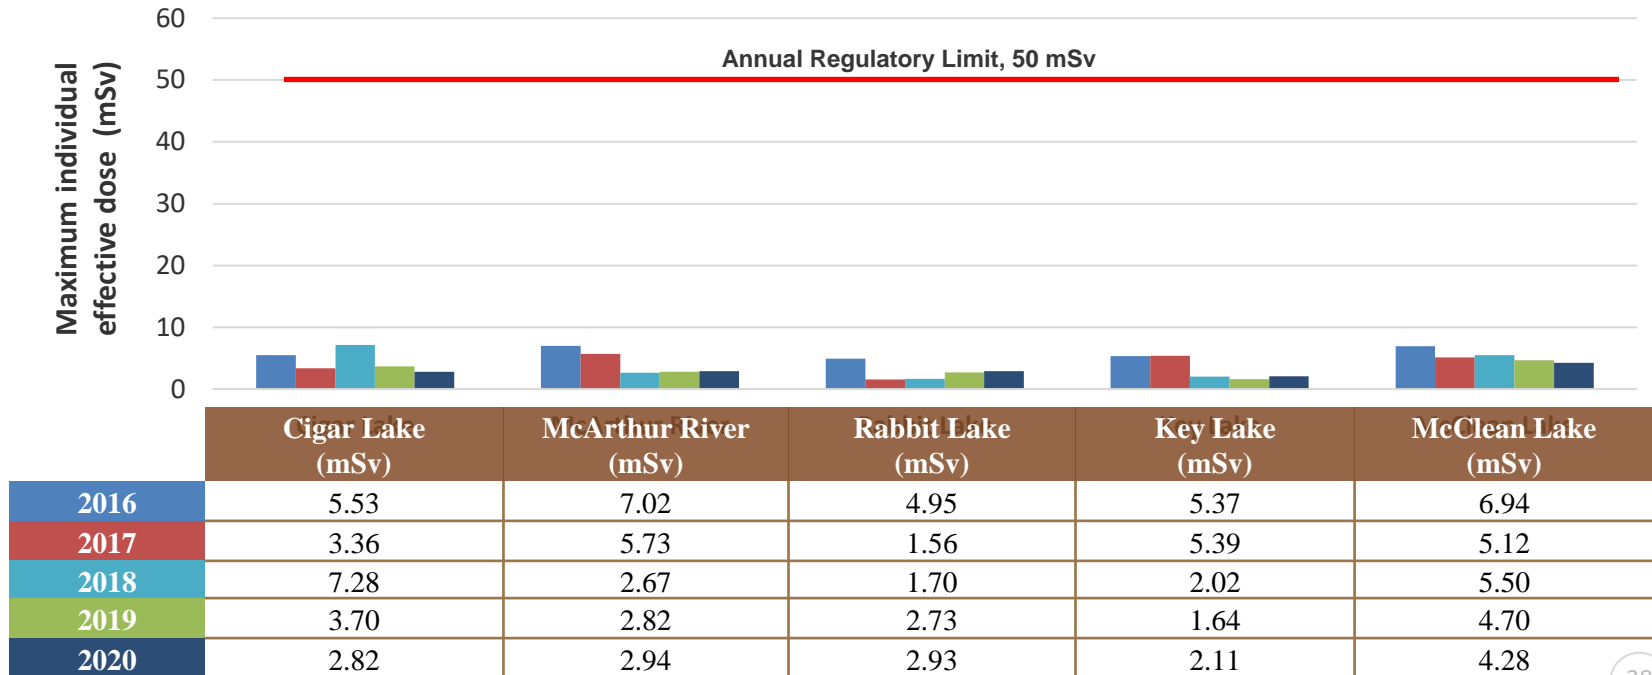 60
Annual Regulatory Limit, 50 mSv
50
Maximum individual
effective dose (mSv)
40
30
20
10
0
Cigar Lake McArthur River Rabbit Lake Key Lake McClean Lake
(mSv) (mSv) (mSv) (mSv) (mSv)
2016 5.53 7.02 4.95 5.37 6.94
2017 3.36 5.73 1.56 5.39 5.12
2018 7.28 2.67 1.70 2.02 5.50
2019 3.70 2.82 2.73 1.64 4.70
2020 2.82 2.94 2.93 2.11 4.28